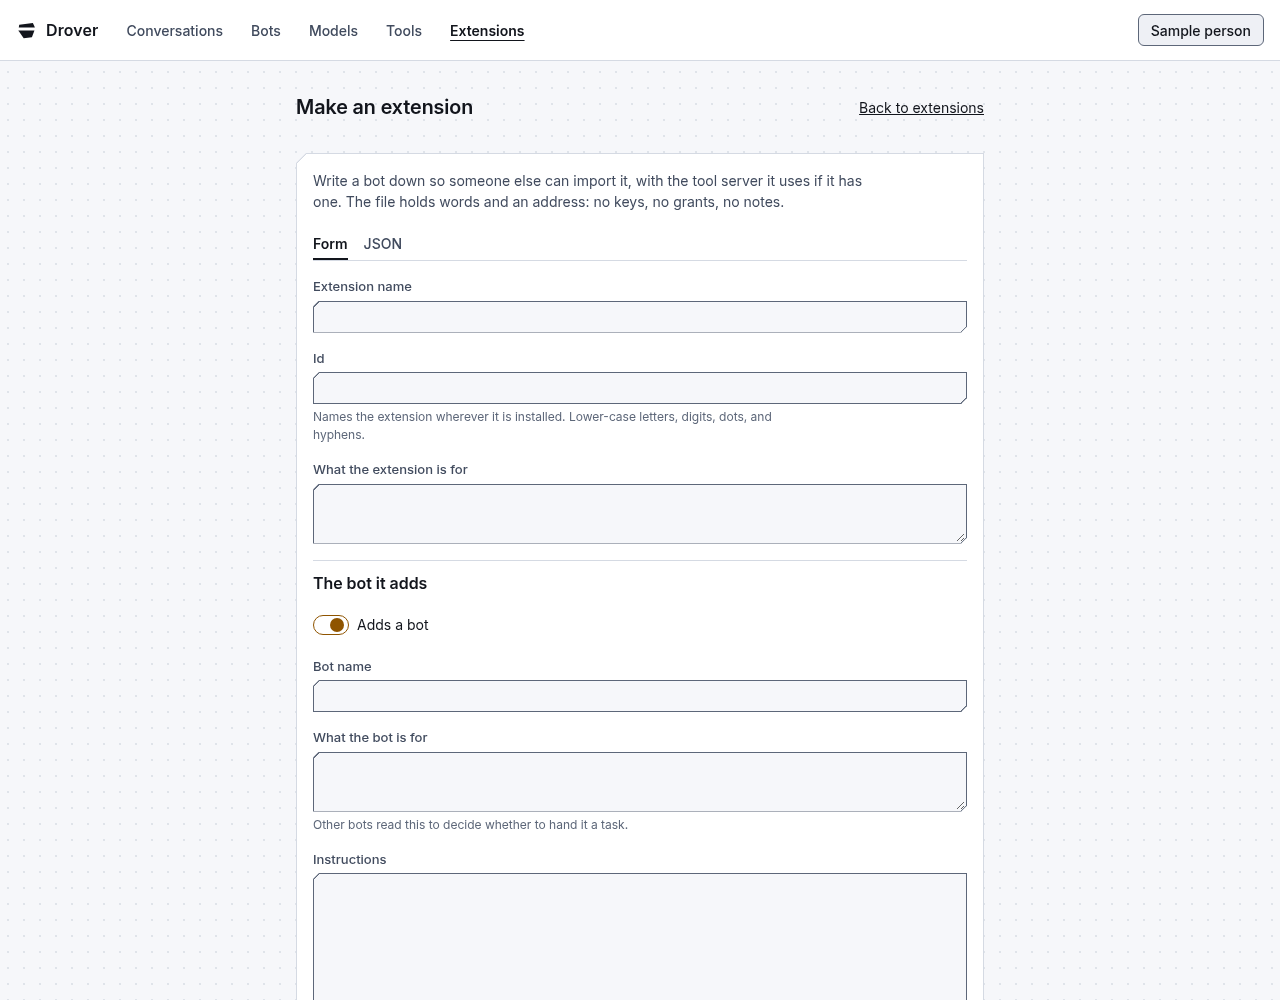 Drover
Conversations
Bots
Models
Tools
Extensions
Sample person
Make an extension
Back to extensions
Write a bot down so someone else can import it, with the tool server it uses if it has
one. The file holds words and an address: no keys, no grants, no notes.
Form
JSON
Extension name
Id
Names the extension wherever it is installed. Lower-case letters, digits, dots, and
hyphens.
What the extension is for
The bot it adds
Adds a bot
Bot name
What the bot is for
Other bots read this to decide whether to hand it a task.
Instructions